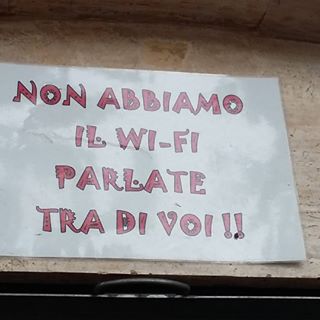 NON ABBIAMO
IL WI-FI
PARLATE
TRA DI VOI!!